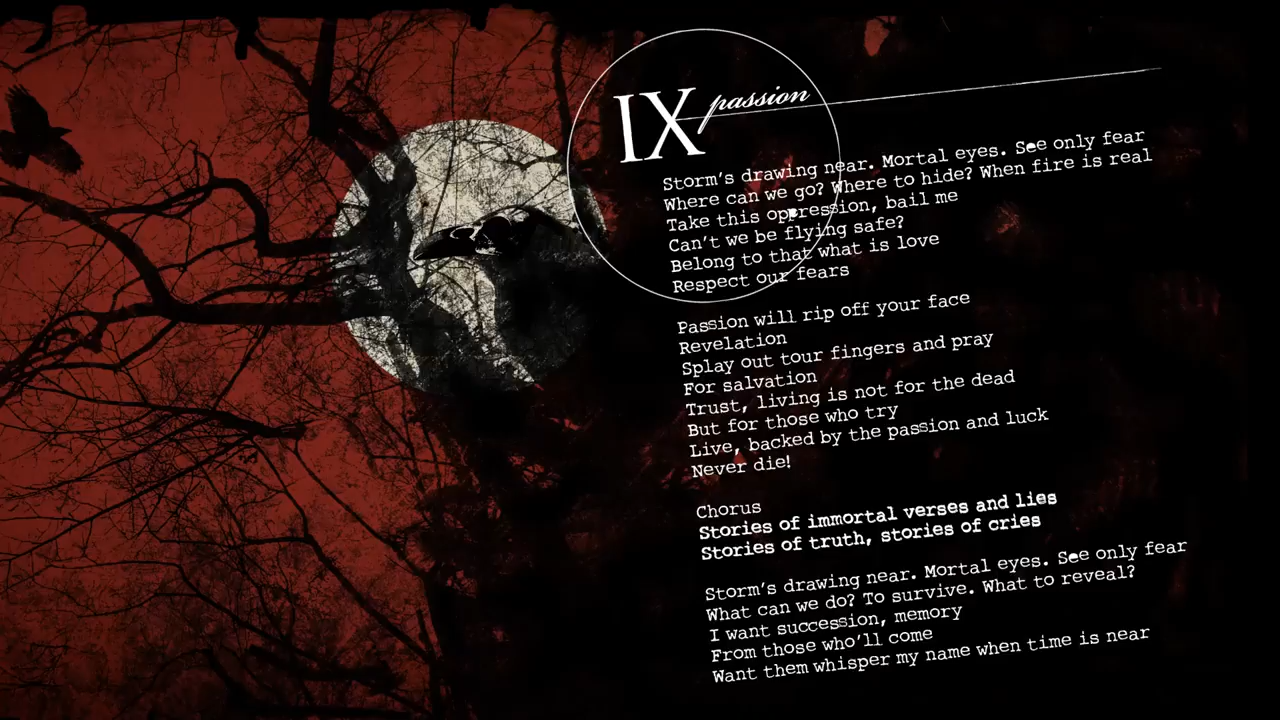 IX passion
Storm's drawing near. Mortal eyes. See only fear
Where can we go? Where to hide? When fire is real
Take this oppression, bail me
Can't we be flying safe?
Belong to that what is love
Respect our fears
Passion will rip off your face
Revelation
Splay out tour fingers and pray
For salvation
Trust, living is not for the dead
But for those who try
Live, backed by the passion and luck
Never die!
Chorus
Stories of immortal verses and lies
Stories of truth, stories of cries
Storm's drawing near. Mortal eyes. See only fear
What can we do? To survive. What to reveal?
I want succession, memory
From those who'll come
Want them whisper my name when time is near